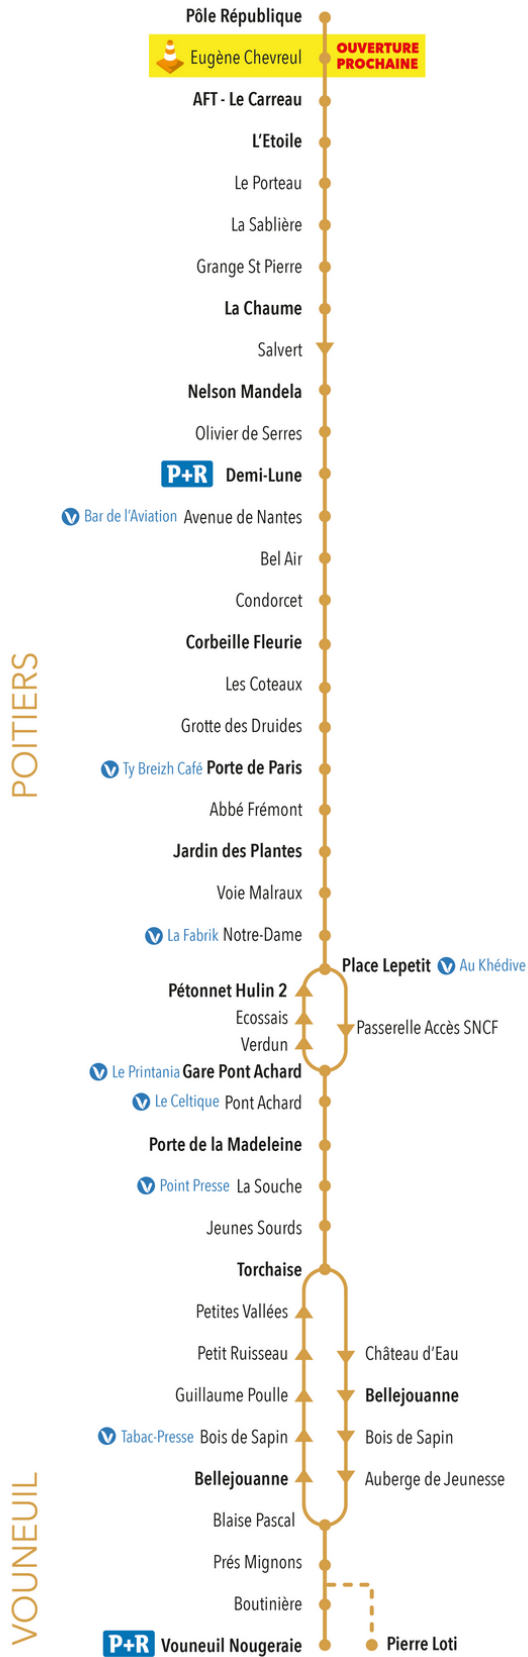 Pôle République
Eugène Chevreul OUVERTURE
PROCHAINE
AFT - Le Carreau
L'Etoile
Le Porteau
La Sablière
Grange St Pierre
La Chaume
Salvert
Nelson Mandela
Olivier de Serres
P+R Demi-Lune
V Bar de l'Aviation Avenue de Nantes
Bel Air
Condorcet
Corbeille Fleurie
Les Coteaux
Grotte des Druides
V Ty Breizh Café Porte de Paris
Abbé Frémont
Jardin des Plantes
Voie Malraux
V La Fabrik Notre-Dame
Place Lepetit V Au Khédive
Pétonnet Hulin 2
Ecossais
Passerelle Accès SNCF
Verdun
V Le Printania Gare Pont Achard
V Le Celtique Pont Achard
Porte de la Madeleine
V Point Presse La Souche
Jeunes Sourds
Torchaise
Petites Vallées
Petit Ruisseau Château d'Eau
Guillaume Poulle Bellejouanne
V Tabac-Presse Bois de Sapin Bois de Sapin
Bellejouanne Auberge de Jeunesse
Blaise Pascal
Prés Mignons
Boutinière
P+R Vouneuil Nougeraie Pierre Loti
POITIERS
VOUNEUIL